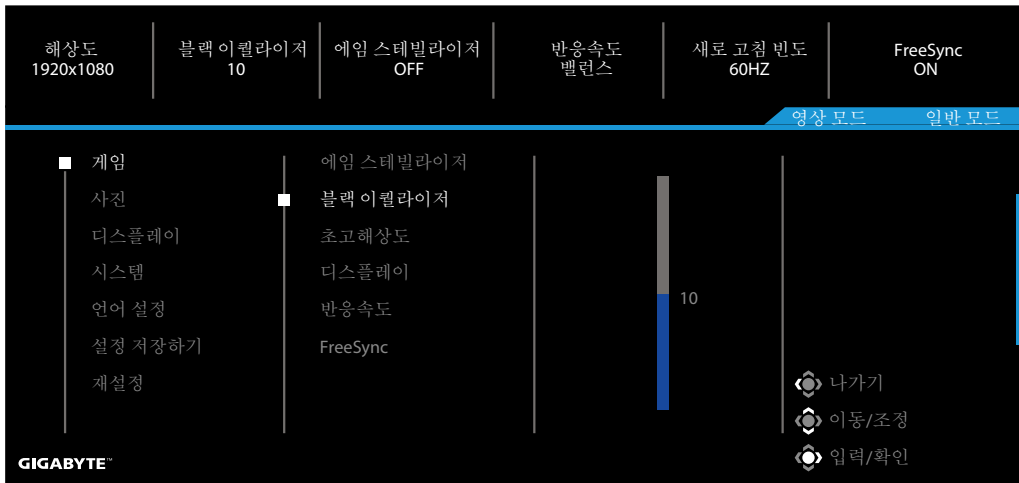 해상도
1920x1080
블랙 이퀄라이저
10
에임 스테빌라이저
OFF
반응속도
밸런스
새로 고침 빈도
60HZ
FreeSync
ON
영상 모드 일반 모드
게임
사진
디스플레이
시스템
언어 설정
설정 저장하기
재설정
에임 스테빌라이저
블랙 이퀄라이저
초고해상도
디스플레이
반응속도
FreeSync
10
나가기
이동/조정
입력/확인
GIGABYTE™